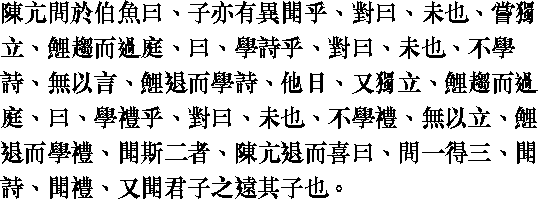 陳亢問於伯魚曰、子亦有異聞乎、對曰、未也、嘗獨
立、鯉趨而過庭、曰、學詩乎、對曰、未也、不學
詩、無以言、鯉退而學詩、他日、又獨立、鯉趨而過
庭、曰、學禮乎、對曰、未也、不學禮、無以立、鯉
退而學禮、聞斯二者、陳亢退而喜曰、問一得三、聞
詩、聞禮、又聞君子之遠其子也。